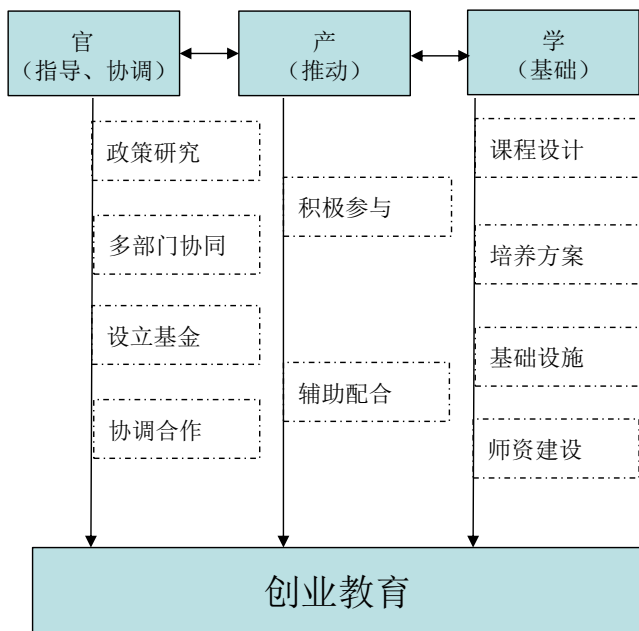 官
（指导、协调）
产
（推动）
学
（基础）
政策研究
多部门协同
设立基金
协调合作
积极参与
辅助配合
课程设计
培养方案
基础设施
师资建设
创业教育